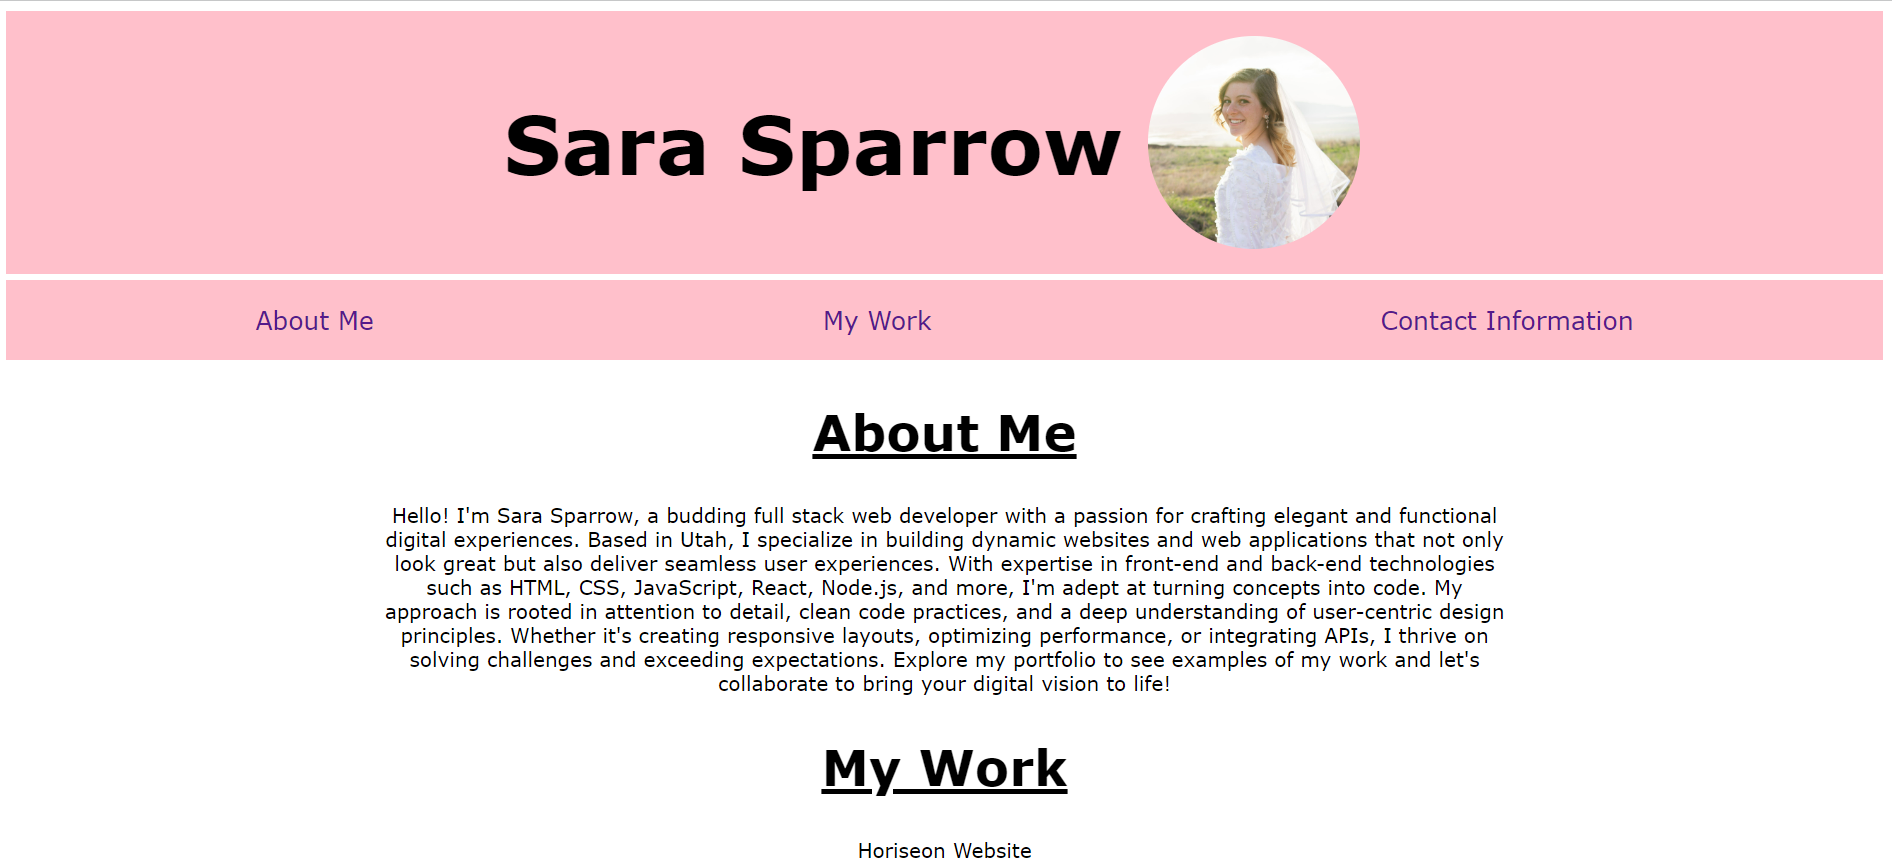 Sara Sparrow
About Me
My Work
Contact Information
About Me
Hello! I'm Sara Sparrow, a budding full stack web developer with a passion for crafting elegant and functional
digital experiences. Based in Utah, I specialize in building dynamic websites and web applications that not only
look great but also deliver seamless user experiences. With expertise in front-end and back-end technologies
such as HTML, CSS, JavaScript, React, Node.js, and more, I'm adept at turning concepts into code. My
approach is rooted in attention to detail, clean code practices, and a deep understanding of user-centric design
principles. Whether it's creating responsive layouts, optimizing performance, or integrating APIs, I thrive on
solving challenges and exceeding expectations. Explore my portfolio to see examples of my work and let's
collaborate to bring your digital vision to life!
My Work
Horiseon Website